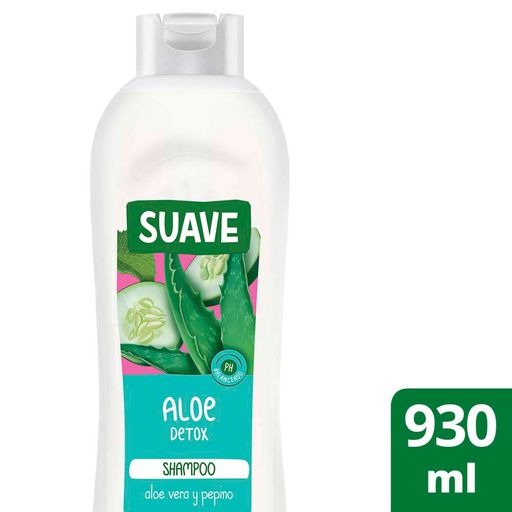 SUAVE
PH
BALANCEADO
ALOE
DETOX
SHAMPOO
aloe vera y pepino
930
ml